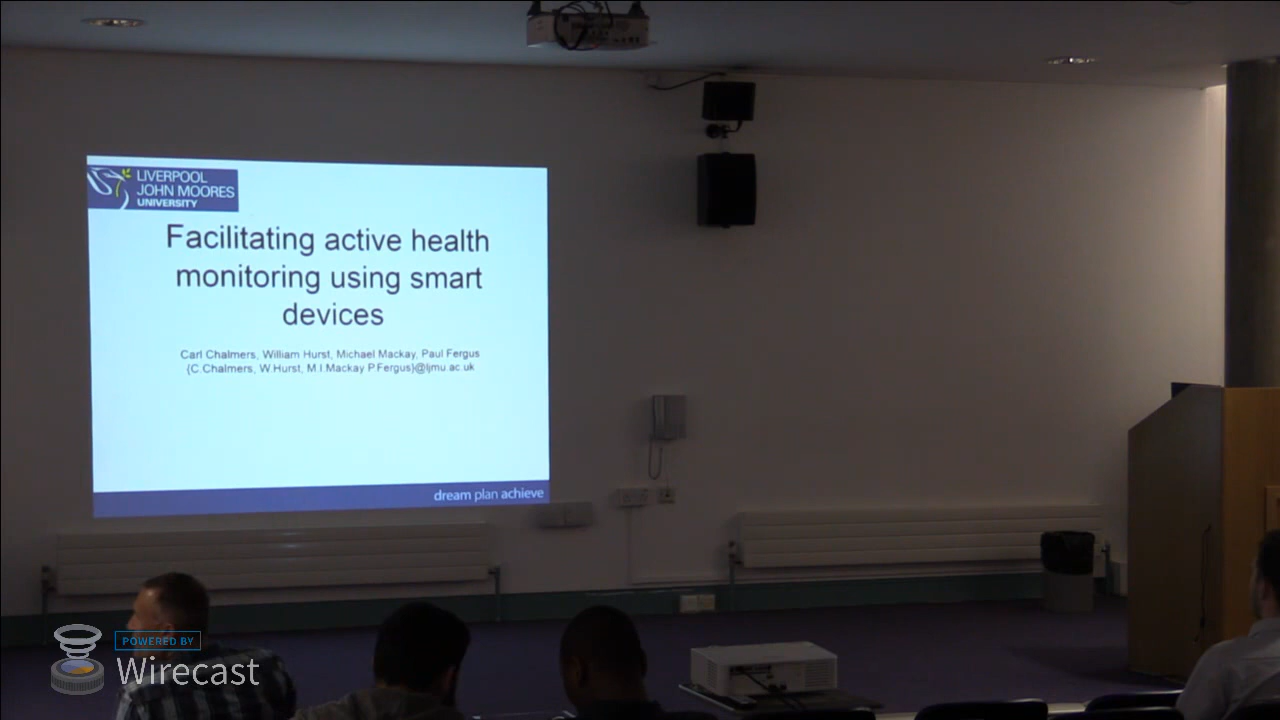 LIVERPOOL
JOHN MOORES
UNIVERSITY
Facilitating active health
monitoring using smart
devices
Carl Chalmers, William Hurst, Michael Mackay, Paul Fergus
{C.Chalmers, W.Hurst, M.I.Mackay P.Fergus}@ljmu.ac.uk
dream plan achieve
POWERED BY
Wirecast